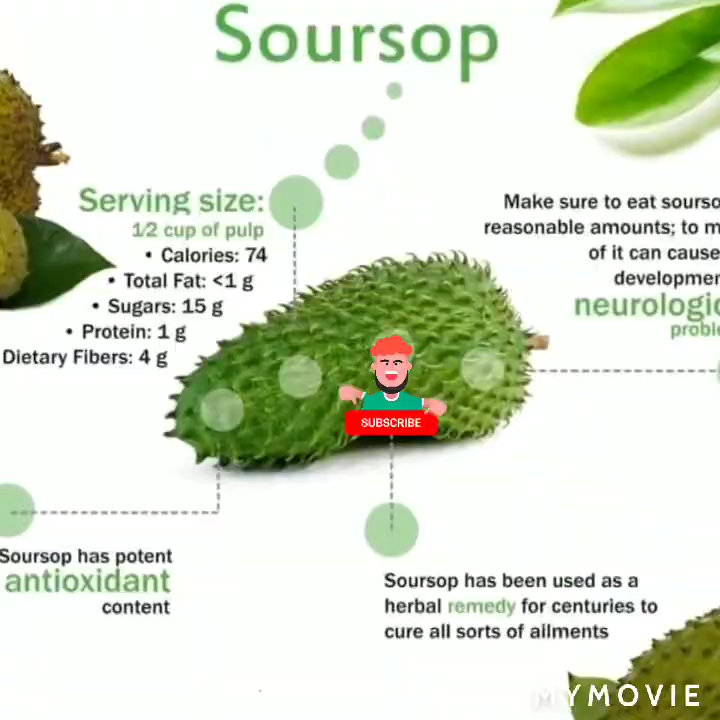 Soursop
Serving size:
1/2 cup of pulp
• Calories: 74
• Total Fat: <1 g
• Sugars: 15 g
• Protein: 1 g
Dietary Fibers: 4 g
Make sure to eat sourso
reasonable amounts; to m
of it can cause
developmen
neurologic
proble
SUBSCRIBE
Soursop has potent
antioxidant
content
Soursop has been used as a
herbal remedy for centuries to
cure all sorts of ailments
MYMOVIE